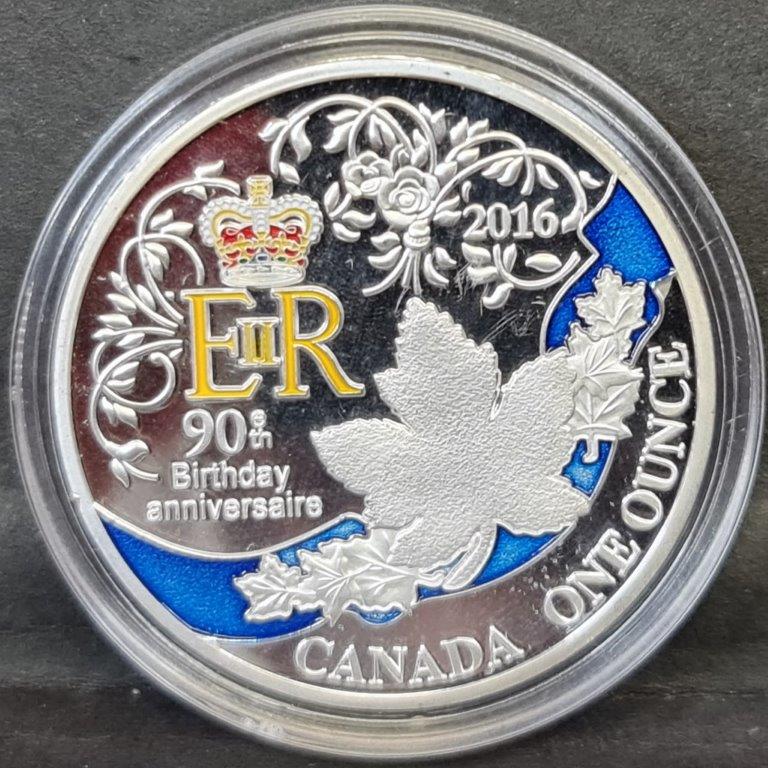 2016
EIIR
90e th
Birthday
anniversaire
CANADA ONE OUNCE